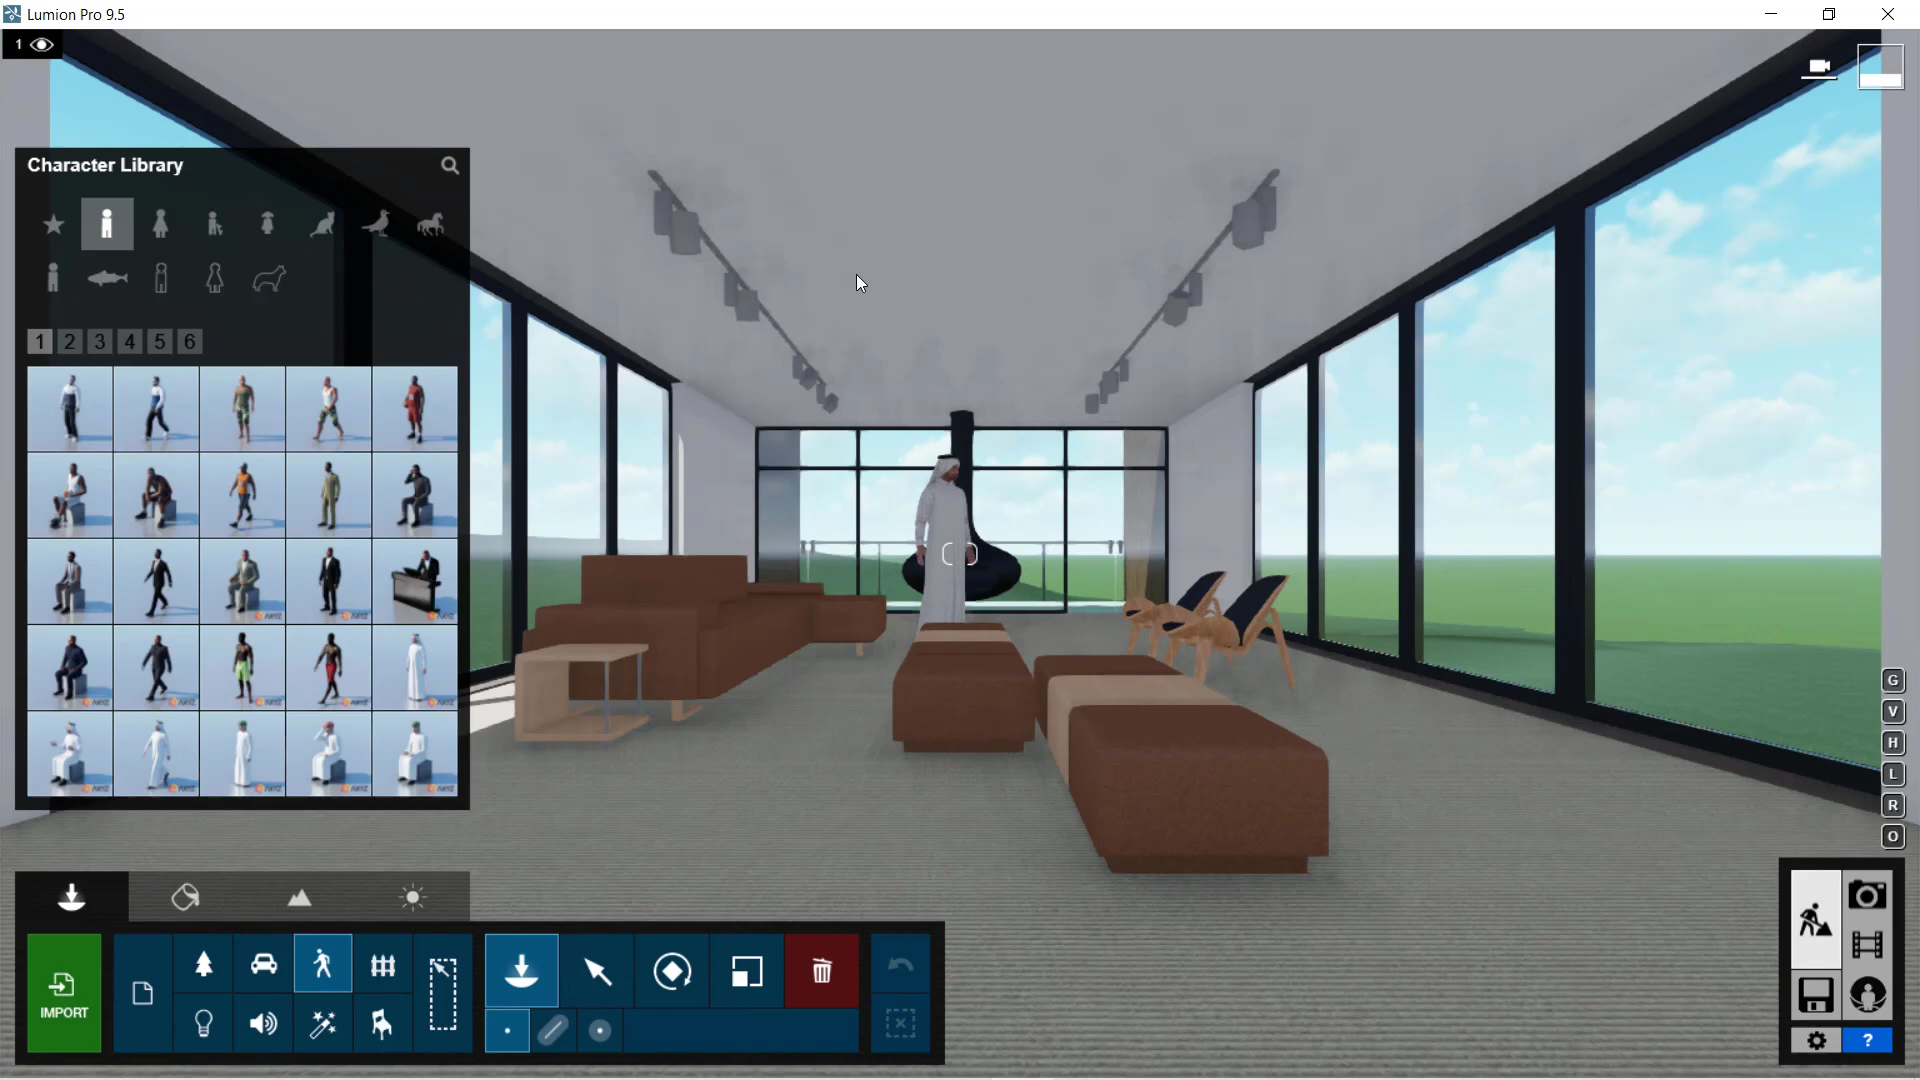 Lumion Pro 9.5
1
Character Library
1 2 3 4 5 6
G
V
H
L
R
O
IMPORT
?